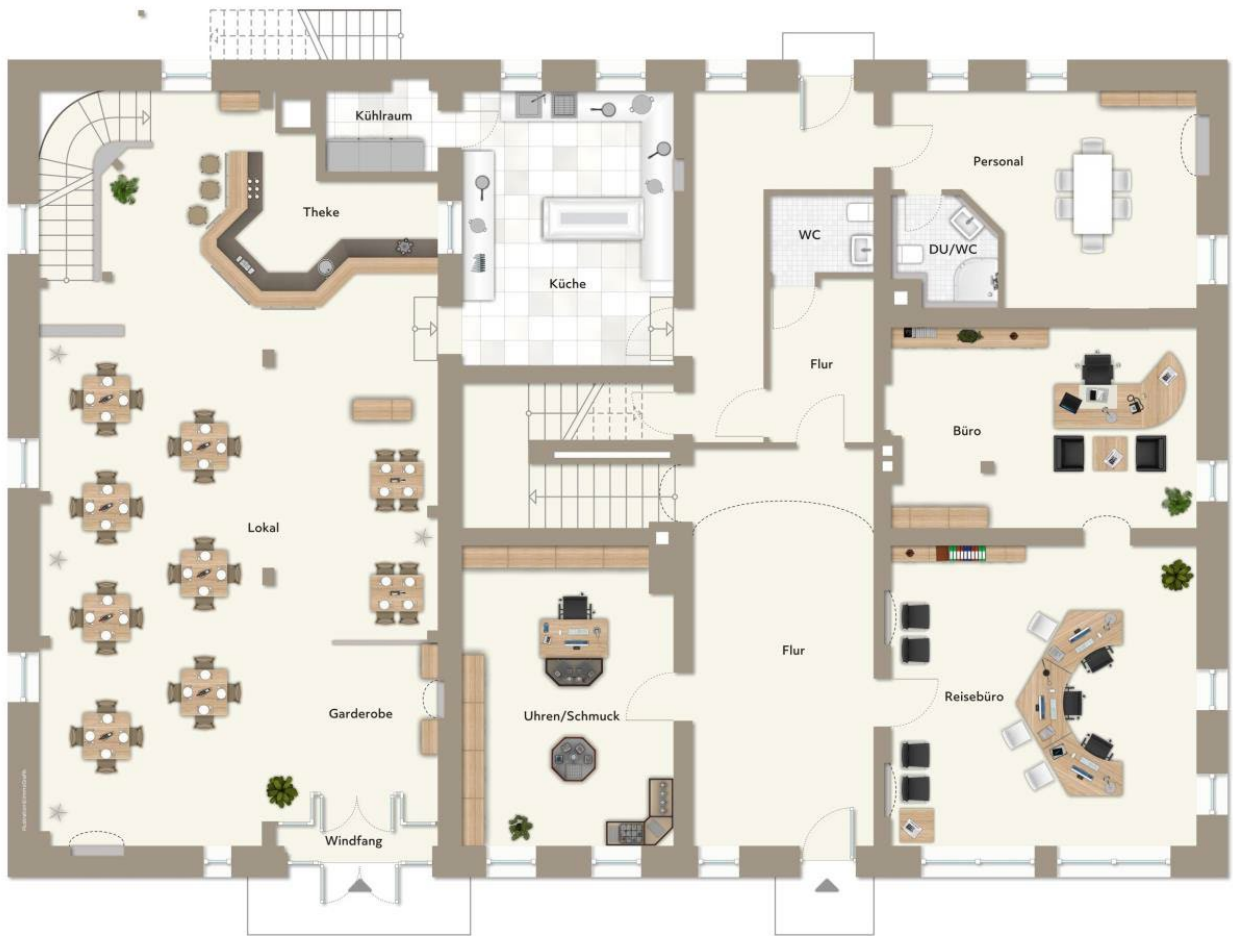 Kühlraum
Personal
Theke
WC
DU/WC
Küche
Flur
Büro
Lokal
Flur
Reisebüro
Garderobe
Uhren/Schmuck
Windfang